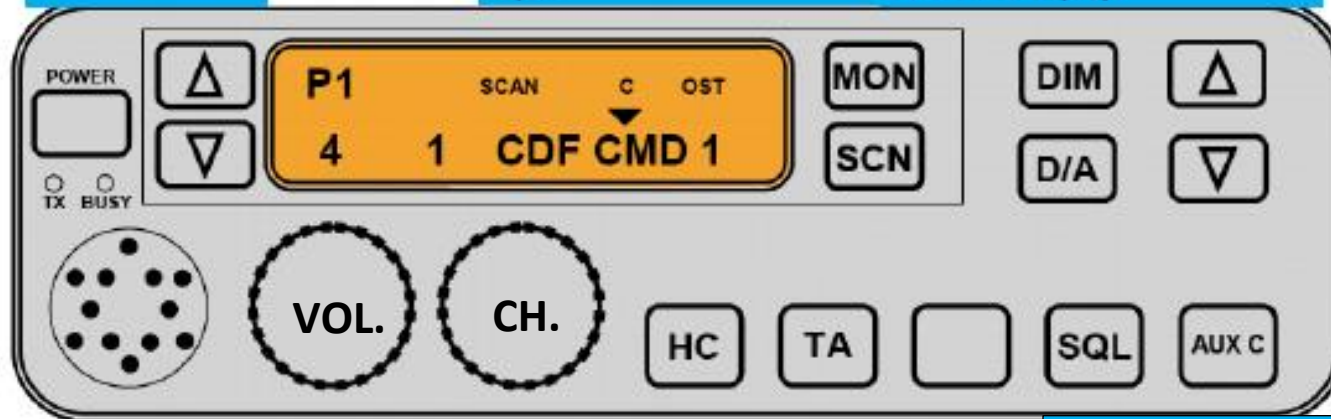 POWER
TX BUSY
P1 SCAN C OST
4 1 CDF CMD 1
MON
SCN
DIM
D/A
VOL.
CH.
HC
TA
SQL
AUX C